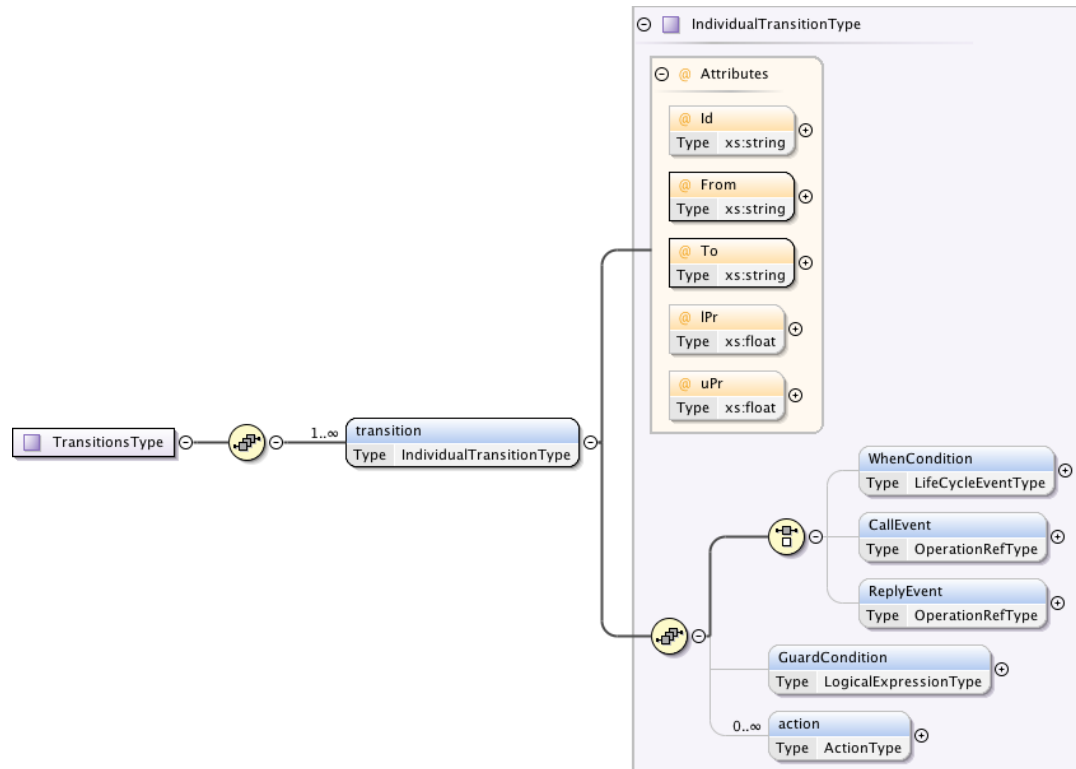 IndividualTransitionType
@ Attributes
@ Id
Type xs:string
@ From
Type xs:string
@ To
Type xs:string
@ lPr
Type xs:float
@ uPr
Type xs:float
TransitionsType
1..∞
transition
Type IndividualTransitionType
WhenCondition
Type LifeCycleEventType
CallEvent
Type OperationRefType
ReplyEvent
Type OperationRefType
GuardCondition
Type LogicalExpressionType
0..∞
action
Type ActionType